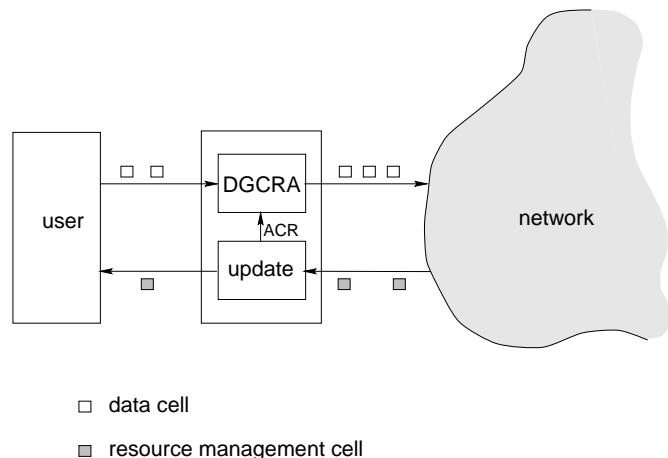 DGCRA
user
ACR
network
update
data cell
resource management cell